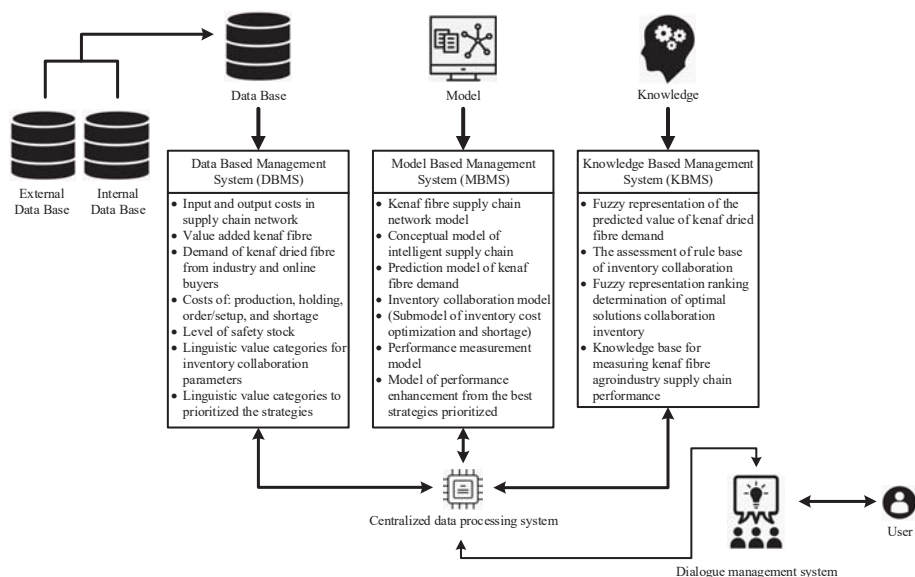 Data Base
Model
Knowledge
External
Data Base
Internal
Data Base
Data Based Management
System (DBMS)
• Input and output costs in
supply chain network
• Value added kenaf fibre
• Demand of kenaf dried fibre
from industry and online
buyers
• Costs of: production, holding,
order/setup, and shortage
• Level of safety stock
• Linguistic value categories for
inventory collaboration
parameters
• Linguistic value categories to
prioritized the strategies
Model Based Management
System (MBMS)
• Kenaf fibre supply chain
network model
• Conceptual model of
intelligent supply chain
• Prediction model of kenaf
fibre demand
• Inventory collaboration model
• (Submodel of inventory cost
optimization and shortage)
• Performance measurement
model
• Model of performance
enhancement from the best
strategies prioritized
Knowledge Based Management
System (KBMS)
• Fuzzy representation of the
predicted value of kenaf dried
fibre demand
• The assessment of rule base
of inventory collaboration
• Fuzzy representation ranking
determination of optimal
solutions collaboration
inventory
• Knowledge base for
measuring kenaf fibre
agroindustry supply chain
performance
Centralized data processing system
User
Dialogue management system